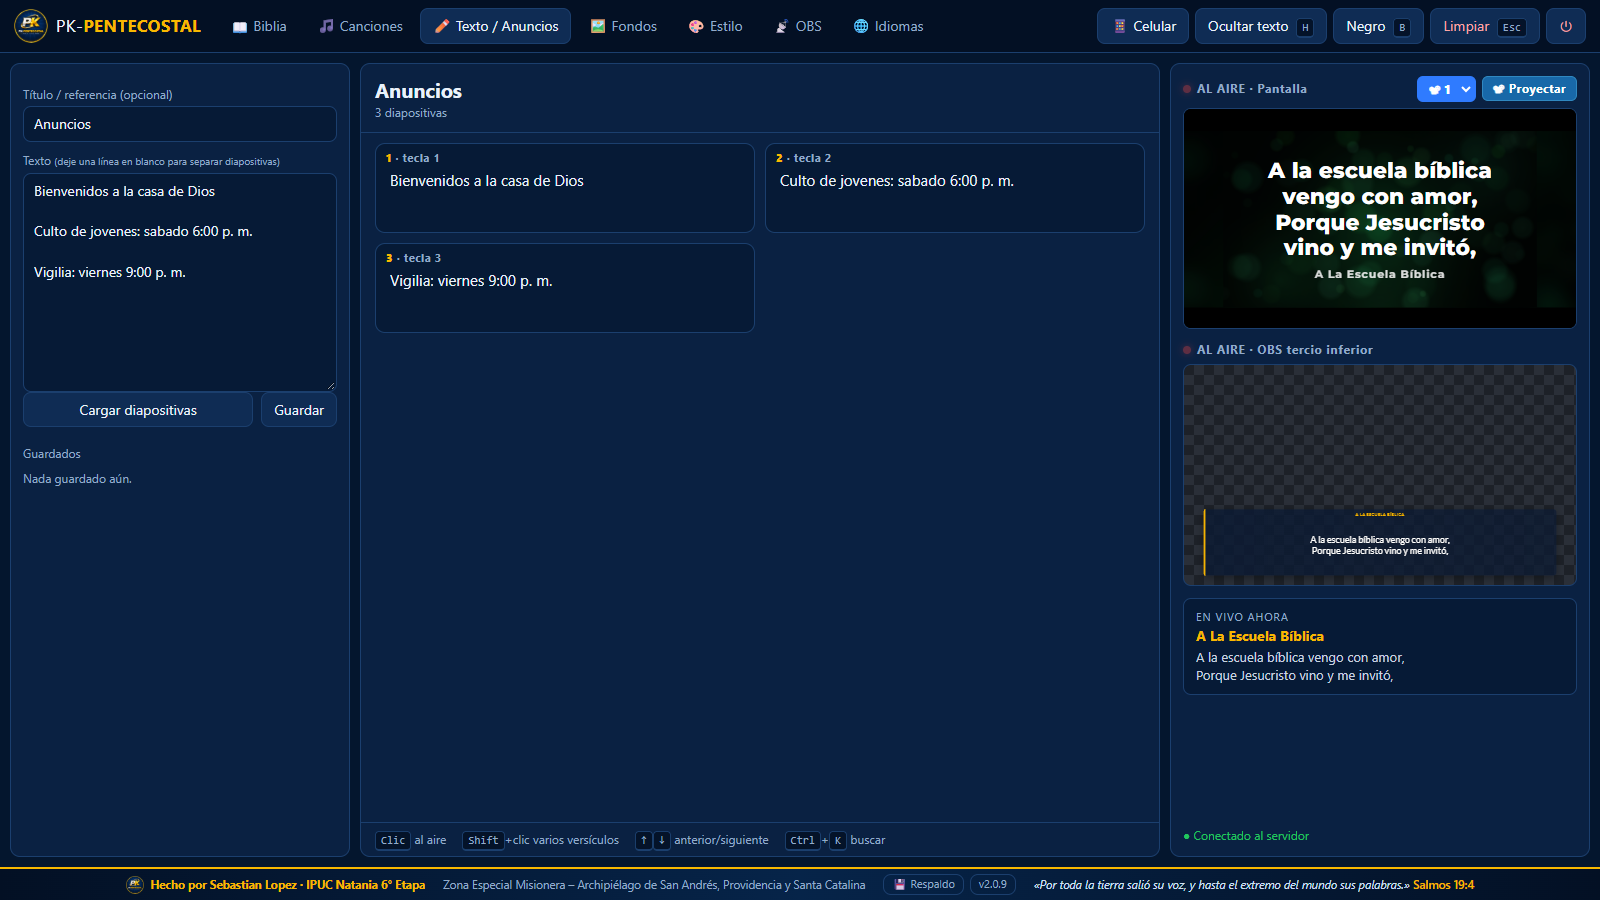 PK-PENTECOSTAL
Biblia
Canciones
Texto / Anuncios
Fondos
Estilo
OBS
Idiomas
Celular
Ocultar texto H
Negro B
Limpiar Esc
Título / referencia (opcional)
Anuncios
Texto (deje una línea en blanco para separar diapositivas)
Bienvenidos a la casa de Dios
Culto de jovenes: sabado 6:00 p. m.
Vigilia: viernes 9:00 p. m.
Cargar diapositivas
Guardar
Guardados
Nada guardado aún.
Anuncios
3 diapositivas
1 · tecla 1
Bienvenidos a la casa de Dios
2 · tecla 2
Culto de jovenes: sabado 6:00 p. m.
3 · tecla 3
Vigilia: viernes 9:00 p. m.
Clic al aire
Shift+clic varios versículos
↑ ↓ anterior/siguiente
Ctrl + K buscar
AL AIRE · Pantalla
1
Proyectar
A la escuela bíblica
vengo con amor,
Porque Jesucristo
vino y me invitó,
A La Escuela Bíblica
AL AIRE · OBS tercio inferior
A LA ESCUELA BÍBLICA
A la escuela bíblica vengo con amor,
Porque Jesucristo vino y me invitó,
EN VIVO AHORA
A La Escuela Bíblica
A la escuela bíblica vengo con amor,
Porque Jesucristo vino y me invitó,
Conectado al servidor
Hecho por Sebastian Lopez · IPUC Natania 6° Etapa
Zona Especial Misionera – Archipiélago de San Andrés, Providencia y Santa Catalina
Respaldo
v2.0.9
«Por toda la tierra salió su voz, y hasta el extremo del mundo sus palabras.» Salmos 19:4